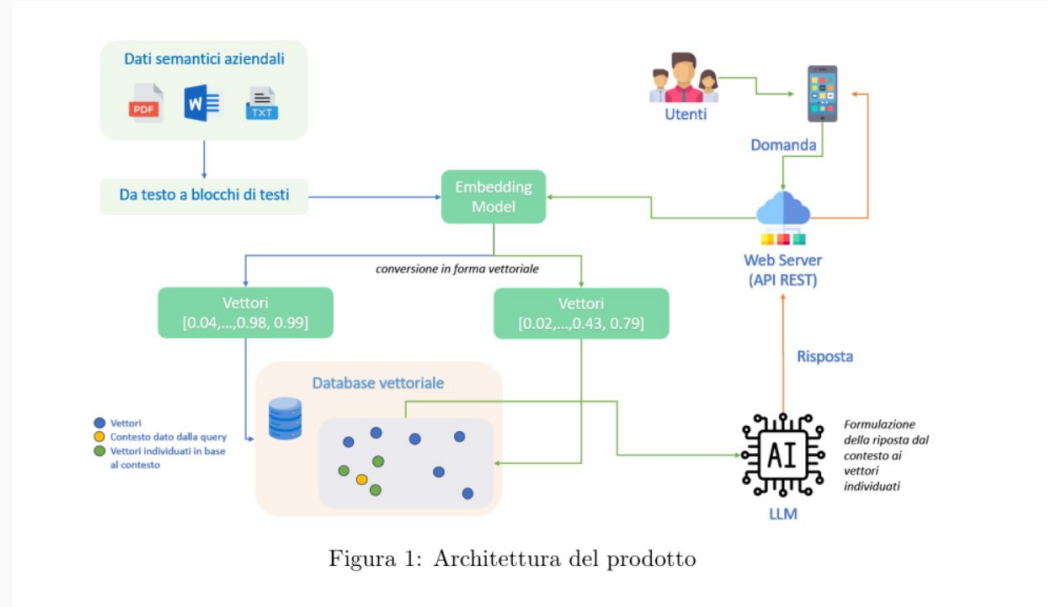 Dati semantici aziendali
PDF
W
TXT
Utenti
Domanda
Da testo a blocchi di testi
Embedding
Model
Web Server
(API REST)
conversione in forma vettoriale
Vettori
[0.04,...,0.98, 0.99]
Vettori
[0.02,...,0.43, 0.79]
Risposta
Database vettoriale
Vettori
Contesto dato dalla query
Vettori individuati in base
al contesto
AI
LLM
Formulazione
della riposta dal
contesto ai
vettori
individuati
Figura 1: Architettura del prodotto